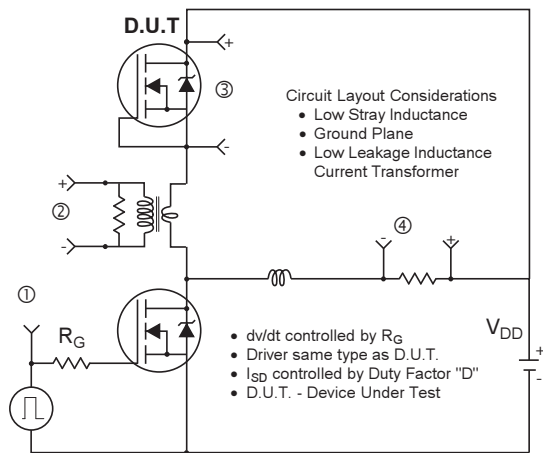 D.U.T
+
③
-
Circuit Layout Considerations
• Low Stray Inductance
• Ground Plane
• Low Leakage Inductance
Current Transformer
+
②
-
④
-
+
①
RG
• dv/dt controlled by RG
• Driver same type as D.U.T.
• ISD controlled by Duty Factor "D"
• D.U.T. - Device Under Test
VDD
+
-